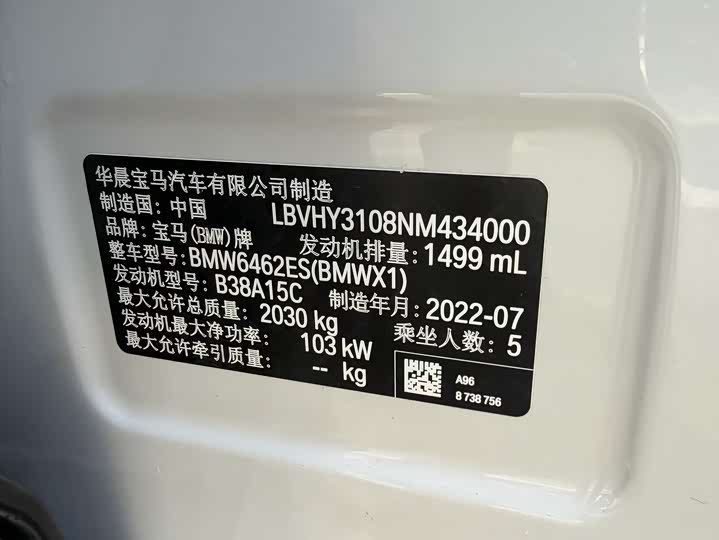 华晨宝马汽车有限公司制造
制造国: 中国 LBVHY3108NM434000
品牌: 宝马(BMW)牌 发动机排量: 1499 mL
整车型号: BMW6462ES(BMWX1)
发动机型号: B38A15C 制造年月: 2022-07
最大允许总质量: 2030 kg 乘坐人数: 5
发动机最大净功率: 103 kW
最大允许牵引质量: -- kg
A96
8 738 756